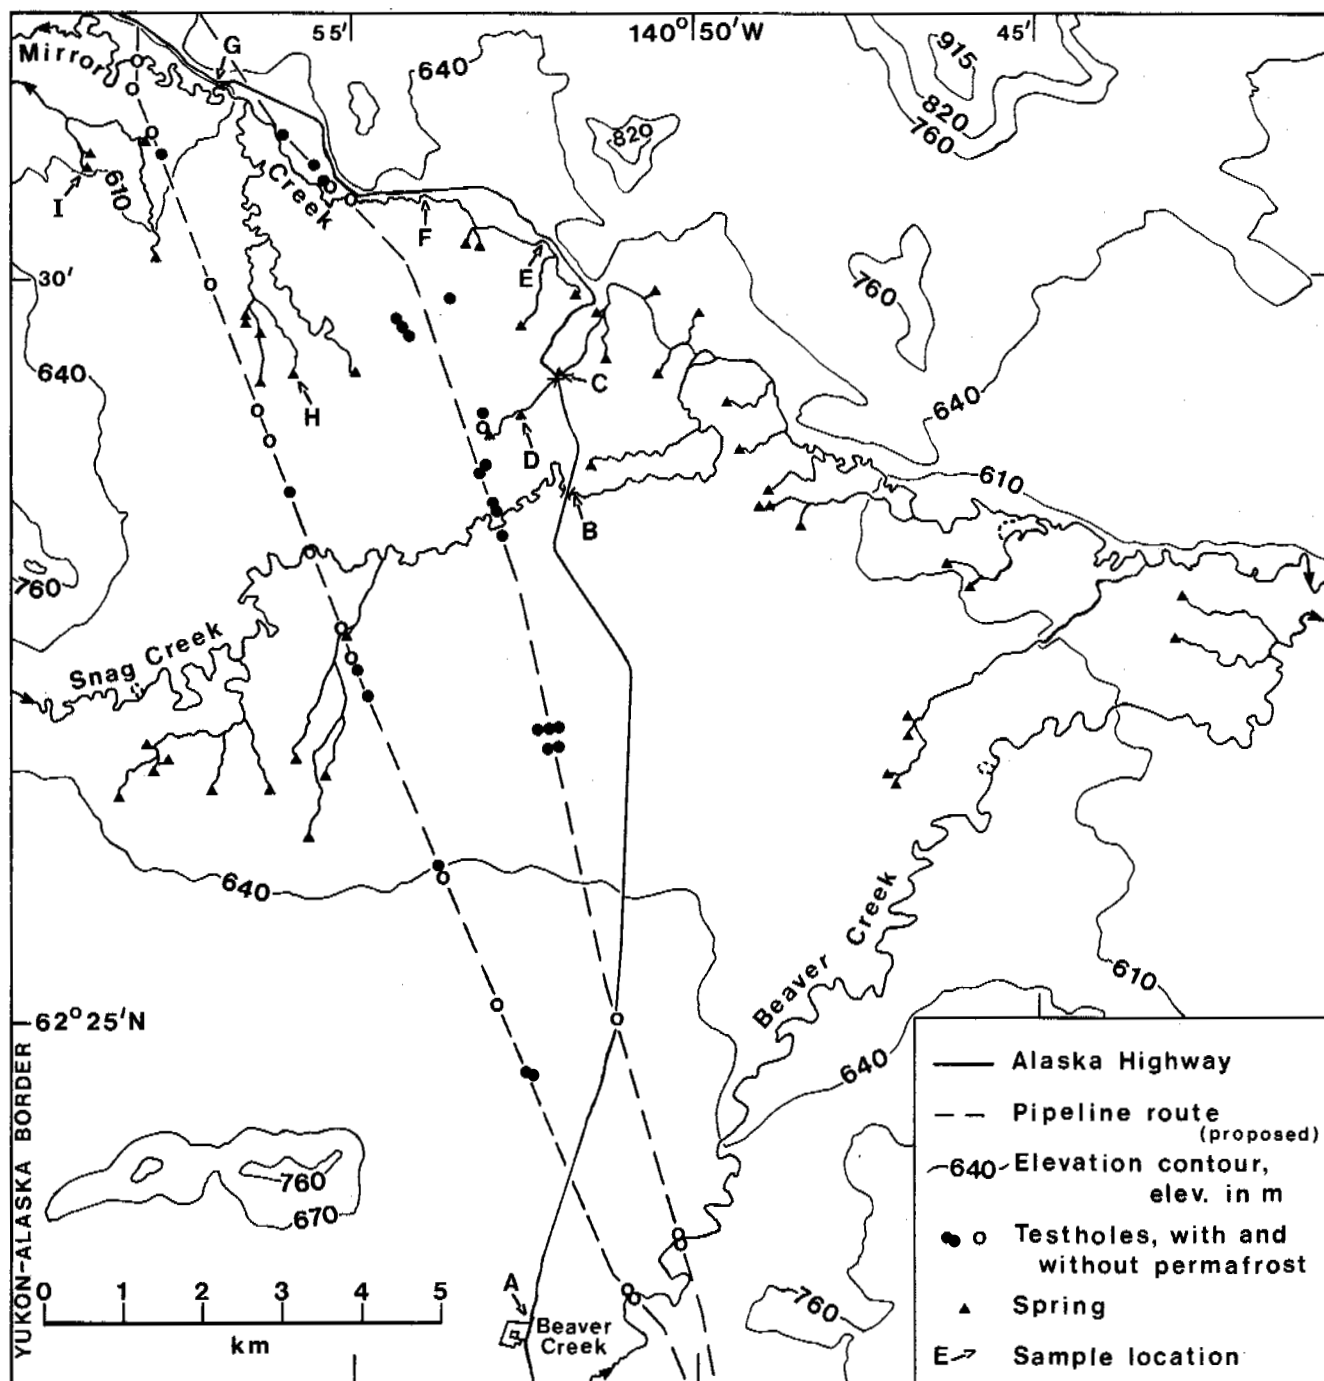 55'
140°50'W
45'
G
Mirror
640
915
820
760
820
Creek
I
610
F
E
30'
760
640
H
C
640
D
610
B
760
Snag Creek
640
Beaver Creek
610
62°25'N
640
YUKON-ALASKA BORDER
760
670
0 1 2 3 4 5
km
A
Beaver
Creek
760
Alaska Highway
Pipeline route
(proposed)
640 Elevation contour,
elev. in m
Testholes, with and
without permafrost
Spring
E Sample location